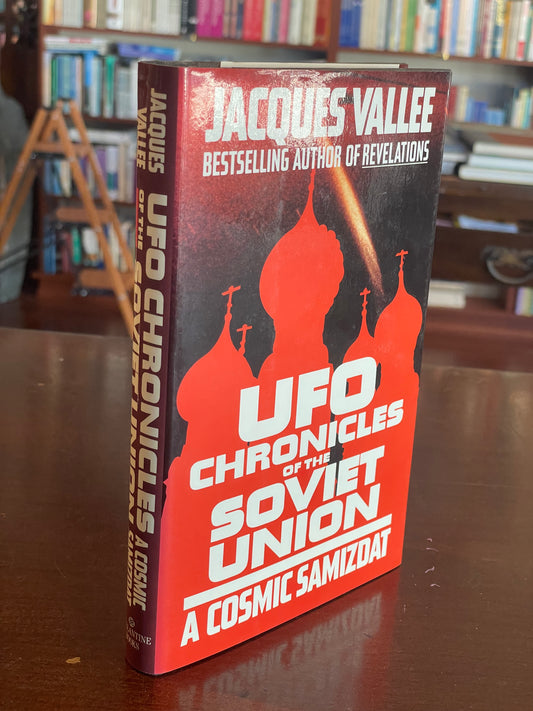 JACQUES VALLEE
BESTSELLING AUTHOR OF REVELATIONS
UFO
CHRONICLES
OF THE
SOVIET
UNION
A COSMIC SAMIZDAT
JACQUES
VALLEE
UFO CHRONICLES
OF THE SOVIET UNION
A COSMIC
SAMIZDAT
BOOKS